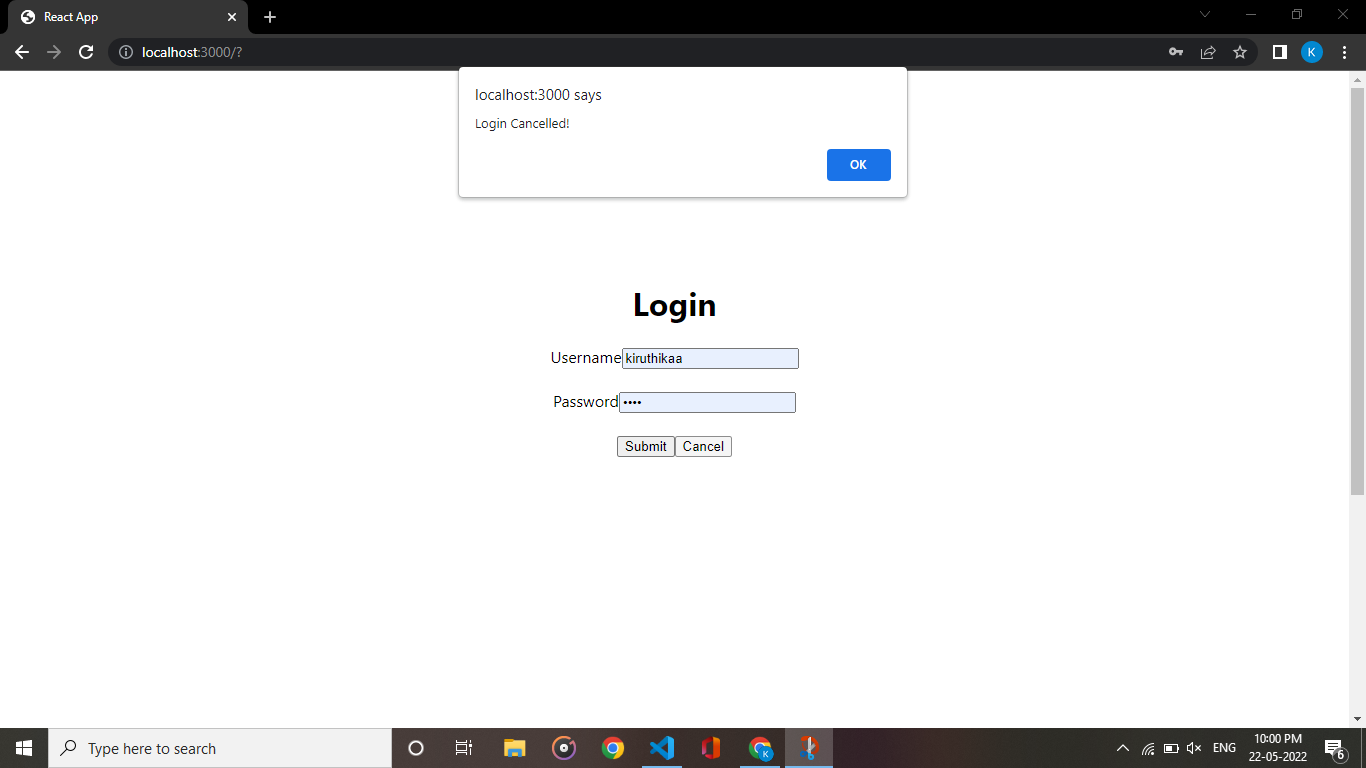 React App
localhost:3000/?
K
localhost:3000 says
Login Cancelled!
OK
Login
Username kiruthikaa
Password ••••
Submit Cancel
Type here to search
K
ENG
10:00 PM
22-05-2022
6